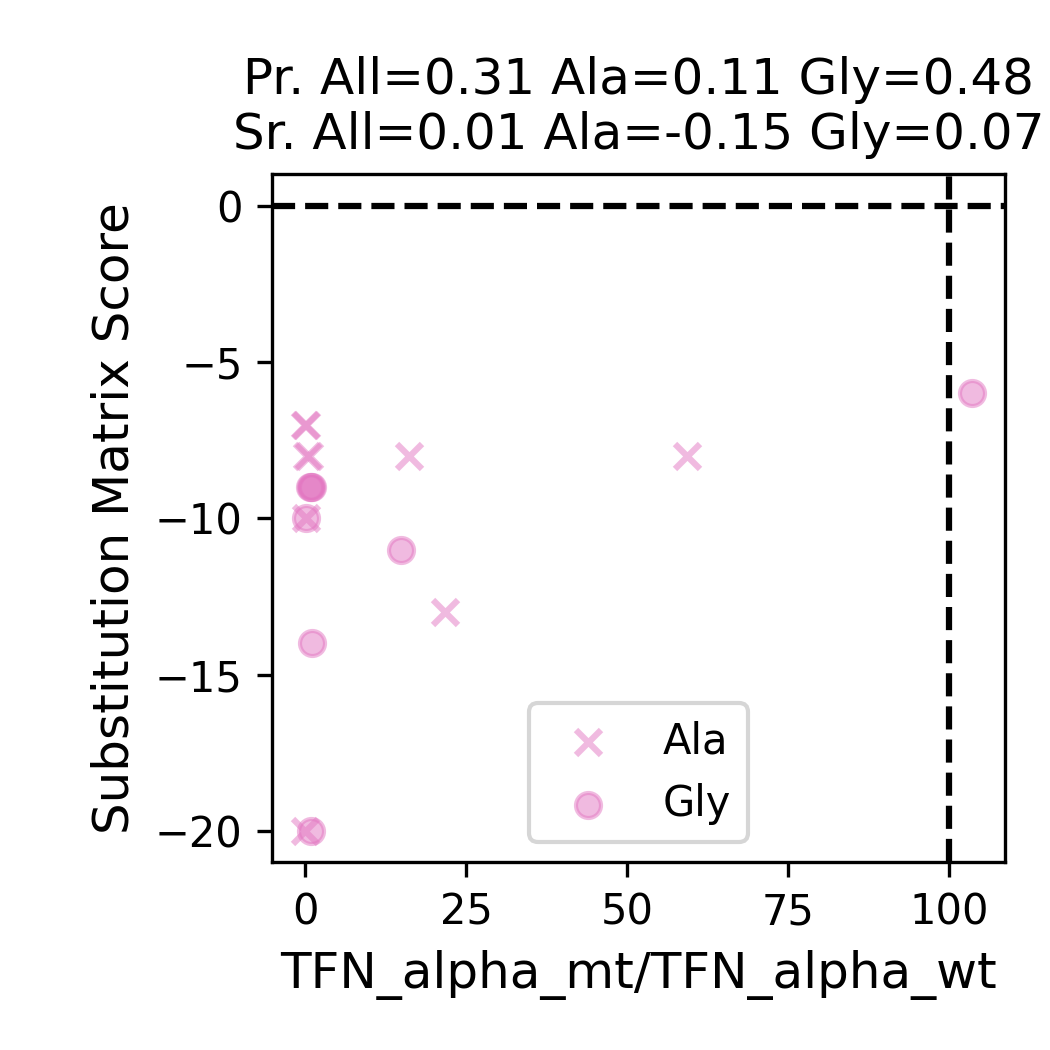 Pr. All=0.31 Ala=0.11 Gly=0.48
Sr. All=0.01 Ala=-0.15 Gly=0.07
Substitution Matrix Score
0
−5
−10
−15
−20
Ala
Gly
0 25 50 75 100
TFN_alpha_mt/TFN_alpha_wt